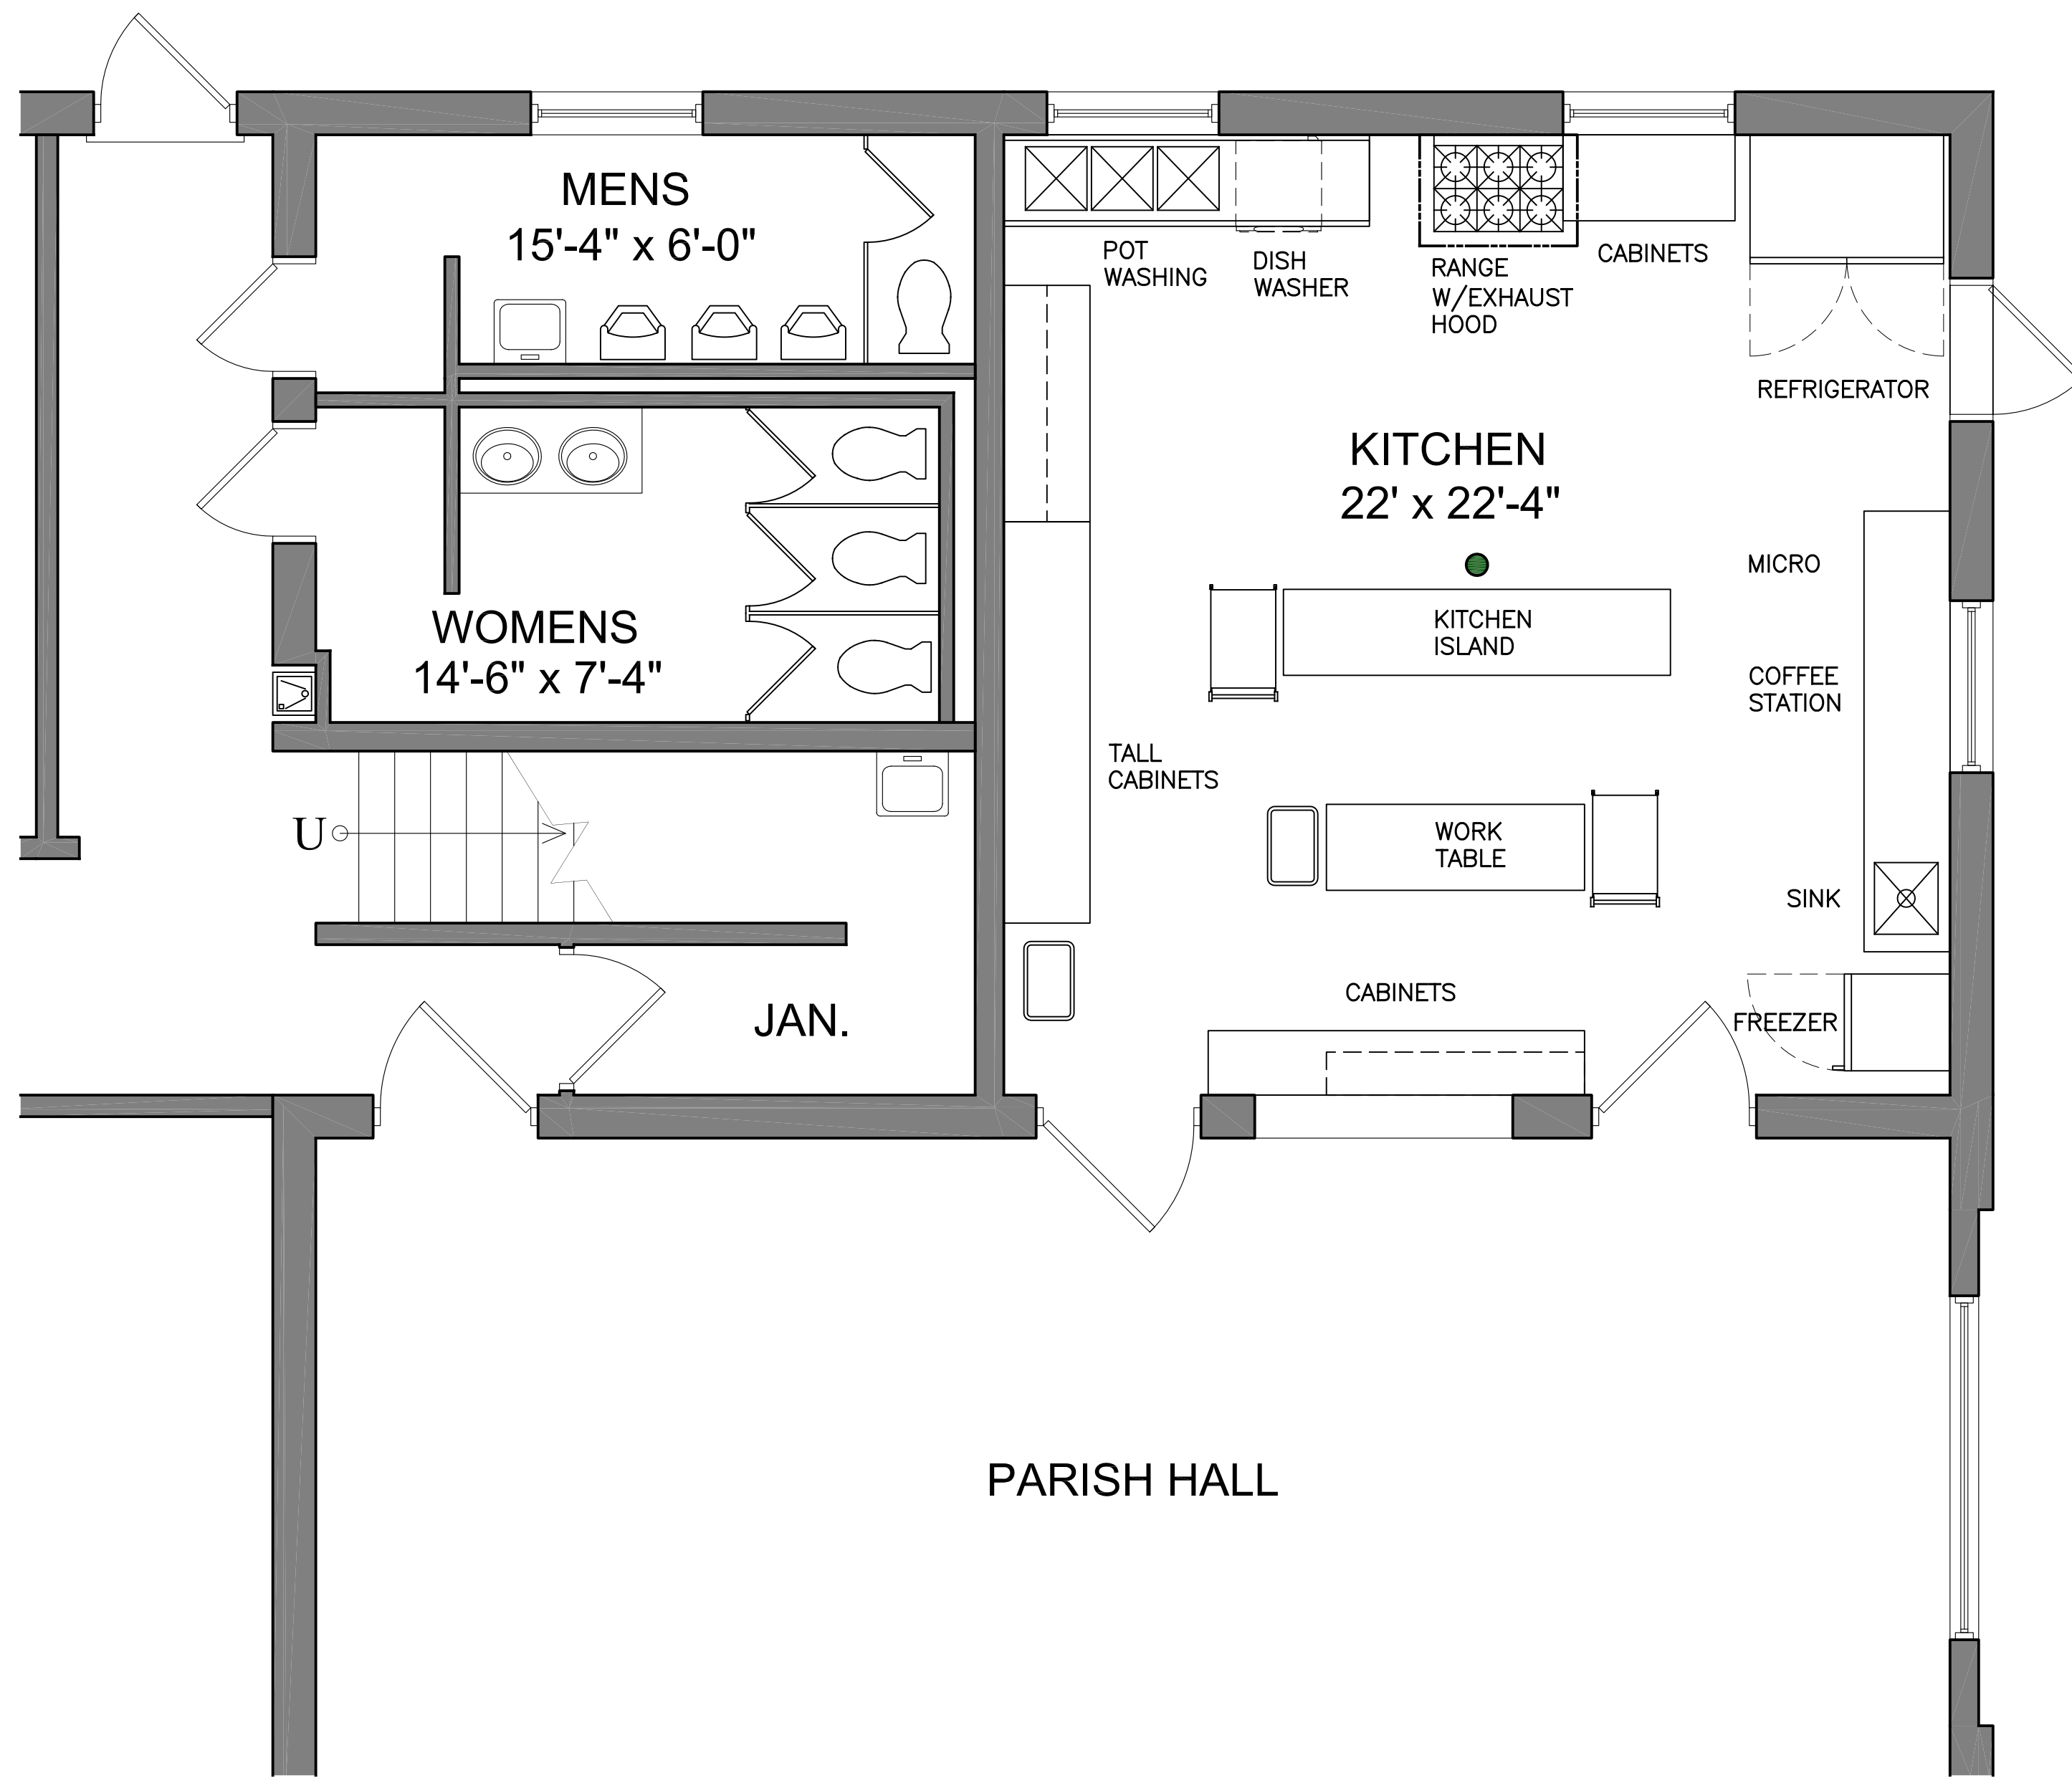 MENS
15'-4" x 6'-0"
POT
WASHING
DISH
WASHER
RANGE
W/EXHAUST
HOOD
CABINETS
REFRIGERATOR
KITCHEN
22' x 22'-4"
MICRO
KITCHEN
ISLAND
WOMENS
14'-6" x 7'-4"
COFFEE
STATION
TALL
CABINETS
U
WORK
TABLE
SINK
CABINETS
FREEZER
JAN.
PARISH HALL